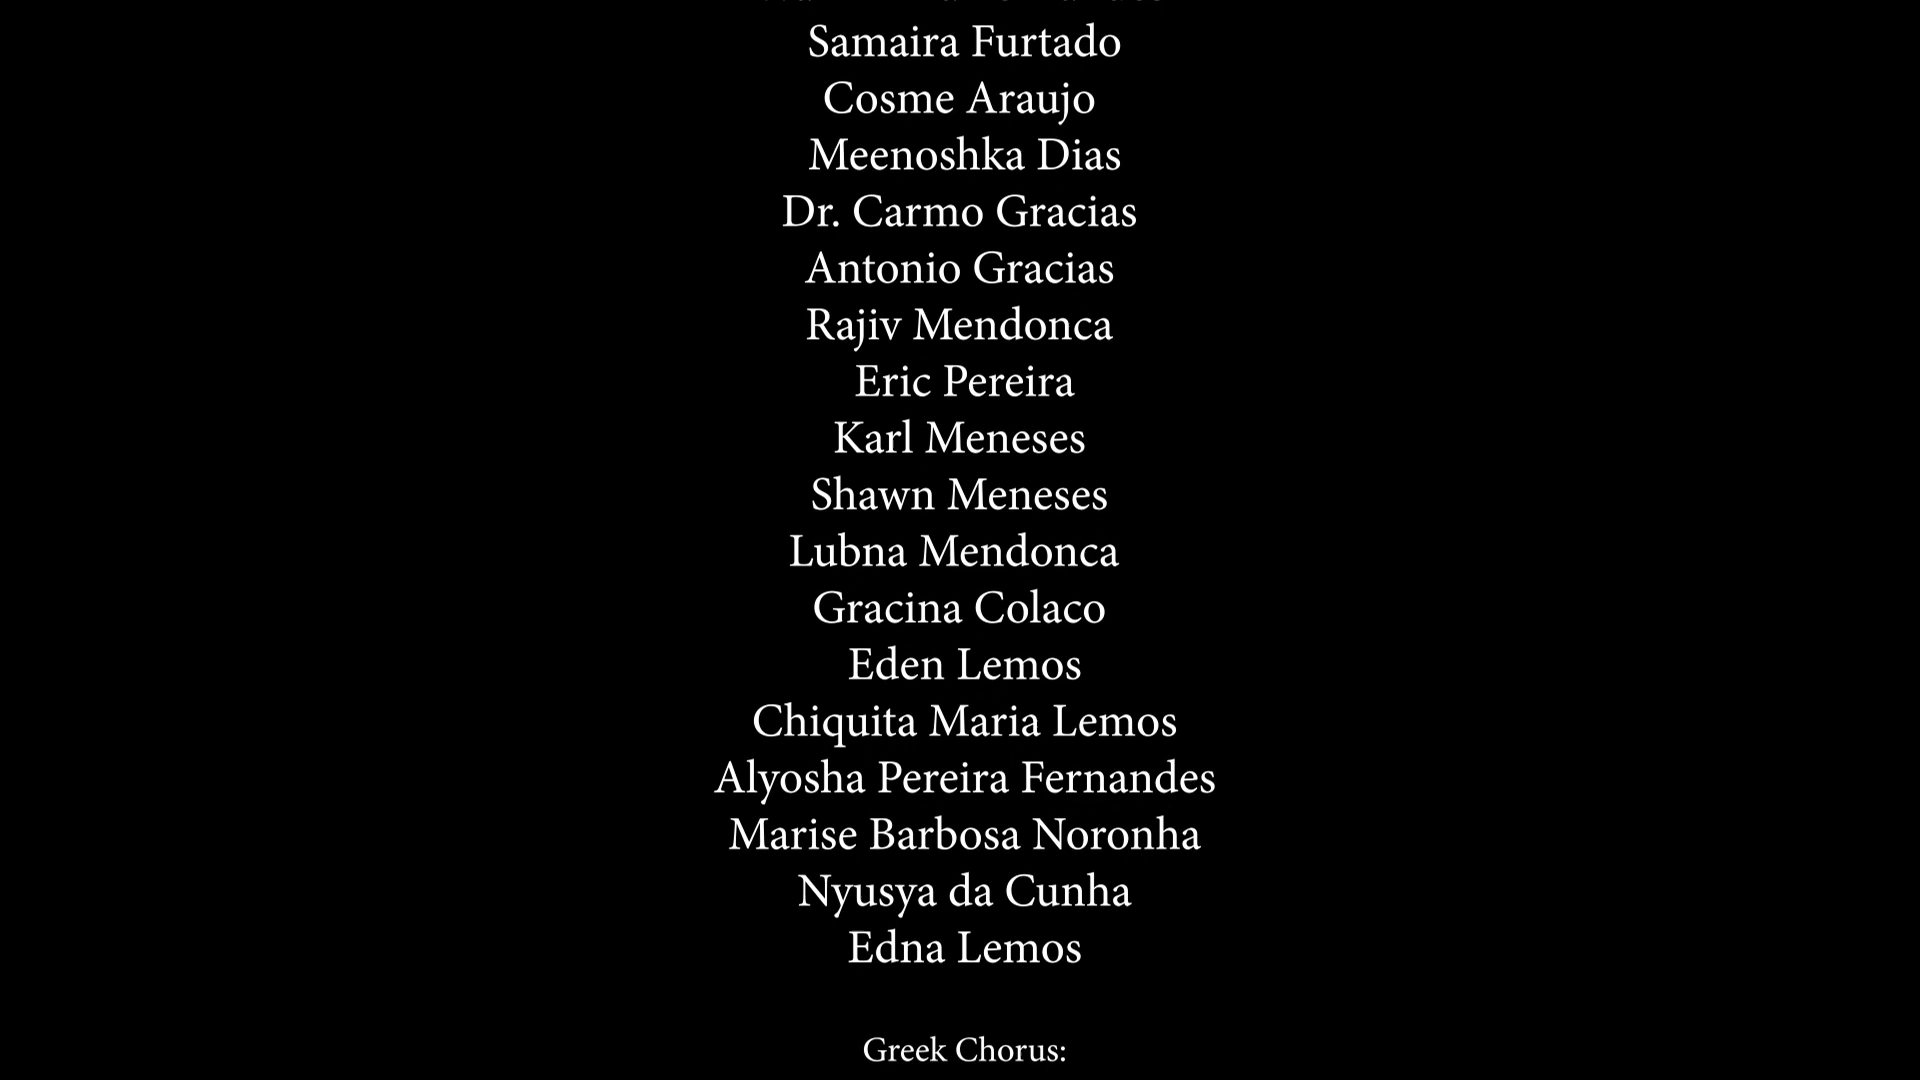 Samaira Furtado
Cosme Araujo
Meenoshka Dias
Dr. Carmo Gracias
Antonio Gracias
Rajiv Mendonca
Eric Pereira
Karl Meneses
Shawn Meneses
Lubna Mendonca
Gracina Colaco
Eden Lemos
Chiquita Maria Lemos
Alyosha Pereira Fernandes
Marise Barbosa Noronha
Nyusya da Cunha
Edna Lemos
Greek Chorus: